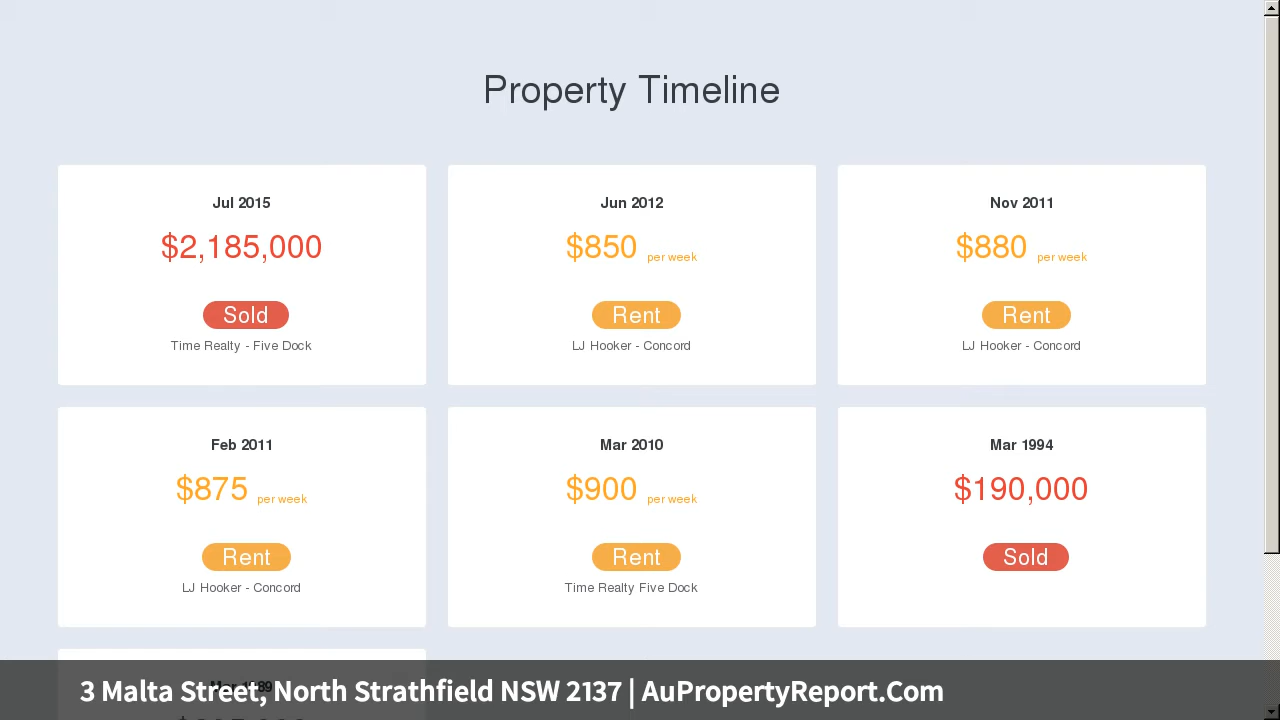 Property Timeline
Jul 2015
$2,185,000
Sold
Time Realty - Five Dock
Jun 2012
$850 per week
Rent
LJ Hooker - Concord
Nov 2011
$880 per week
Rent
LJ Hooker - Concord
Feb 2011
$875 per week
Rent
LJ Hooker - Concord
Mar 2010
$900 per week
Rent
Time Realty Five Dock
Mar 1994
$190,000
Sold
3 Malta Street, North Strathfield NSW 2137 | AuPropertyReport.Com